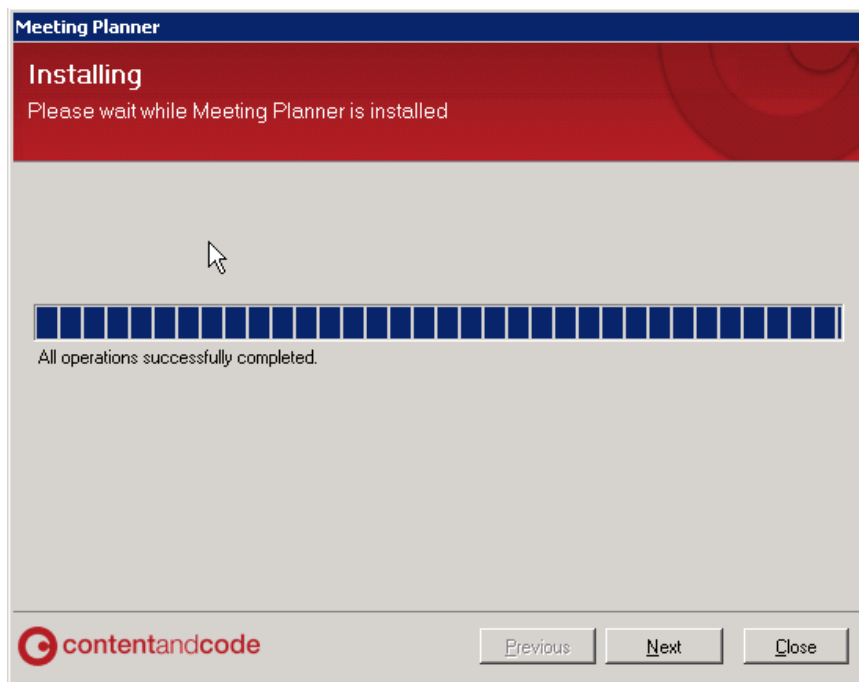 Meeting Planner
Installing
Please wait while Meeting Planner is installed
All operations successfully completed.
contentandcode
Previous
Next
Close